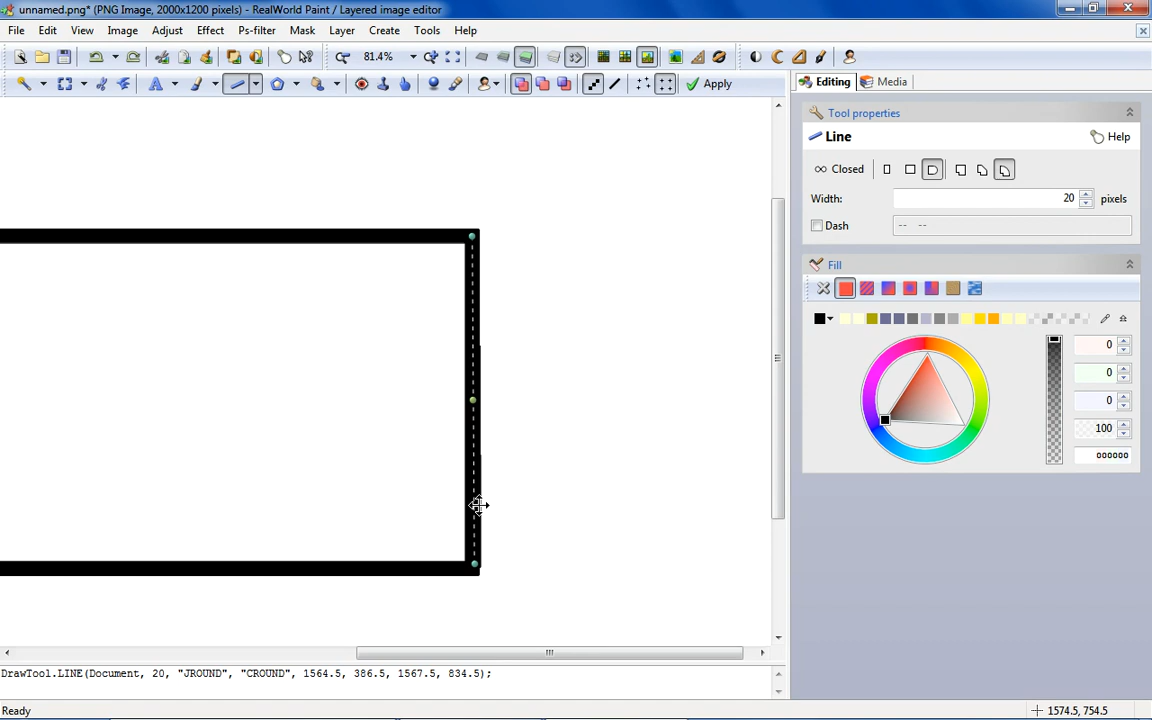 unnamed.png* (PNG Image, 2000x1200 pixels) - RealWorld Paint / Layered image editor
File Edit View Image Adjust Effect Ps-filter Mask Layer Create Tools Help
81.4%
Apply
Editing Media
Tool properties
Line Help
Closed
Width: 20 pixels
Dash -- --
Fill
0
0
0
100
000000
DrawTool.LINE(Document, 20, "JROUND", "CROUND", 1564.5, 386.5, 1567.5, 834.5);
Ready 1574.5, 754.5